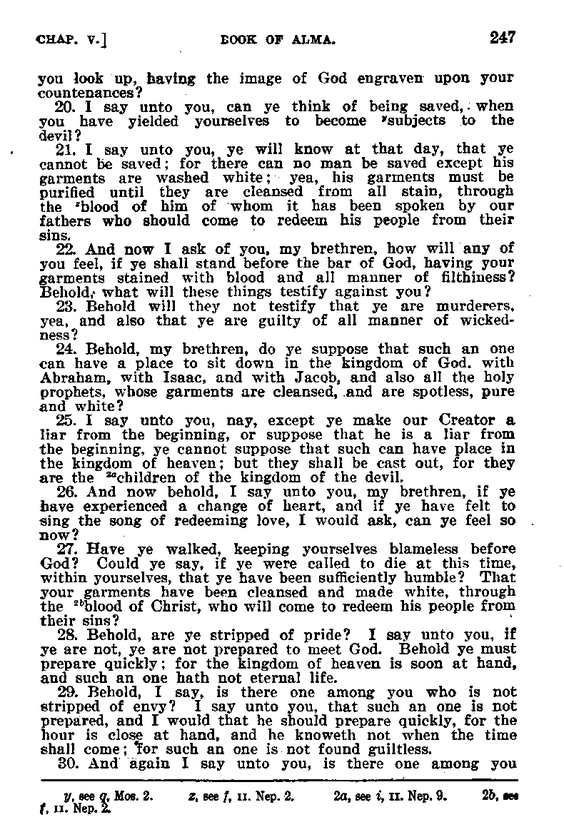 CHAP. V.] BOOK OF ALMA. 247
you look up, having the image of God engraven upon your
countenances?
20. I say unto you, can ye think of being saved, when
you have yielded yourselves to become ʸsubjects to the
devil?
21. I say unto you, ye will know at that day, that ye
cannot be saved; for there can no man be saved except his
garments are washed white; yea, his garments must be
purified until they are cleansed from all stain, through
the ᶻblood of him of whom it has been spoken by our
fathers who should come to redeem his people from their
sins.
22. And now I ask of you, my brethren, how will any of
you feel, if ye shall stand before the bar of God, having your
garments stained with blood and all manner of filthiness?
Behold, what will these things testify against you?
23. Behold will they not testify that ye are murderers,
yea, and also that ye are guilty of all manner of wicked-
ness?
24. Behold, my brethren, do ye suppose that such an one
can have a place to sit down in the kingdom of God, with
Abraham, with Isaac, and with Jacob, and also all the holy
prophets, whose garments are cleansed, and are spotless, pure
and white?
25. I say unto you, nay, except ye make our Creator a
liar from the beginning, or suppose that he is a liar from
the beginning, ye cannot suppose that such can have place in
the kingdom of heaven; but they shall be cast out, for they
are the ²ᵃchildren of the kingdom of the devil.
26. And now behold, I say unto you, my brethren, if ye
have experienced a change of heart, and if ye have felt to
sing the song of redeeming love, I would ask, can ye feel so
now?
27. Have ye walked, keeping yourselves blameless before
God? Could ye say, if ye were called to die at this time,
within yourselves, that ye have been sufficiently humble? That
your garments have been cleansed and made white, through
the ²ᵇblood of Christ, who will come to redeem his people from
their sins?
28. Behold, are ye stripped of pride? I say unto you, if
ye are not, ye are not prepared to meet God. Behold ye must
prepare quickly; for the kingdom of heaven is soon at hand,
and such an one hath not eternal life.
29. Behold, I say, is there one among you who is not
stripped of envy? I say unto you, that such an one is not
prepared, and I would that he should prepare quickly, for the
hour is close at hand, and he knoweth not when the time
shall come; for such an one is not found guiltless.
30. And again I say unto you, is there one among you
y, see q, Mos. 2. z, see f, II. Nep. 2. 2a, see i, II. Nep. 9. 2b, see
f, II. Nep. 2.